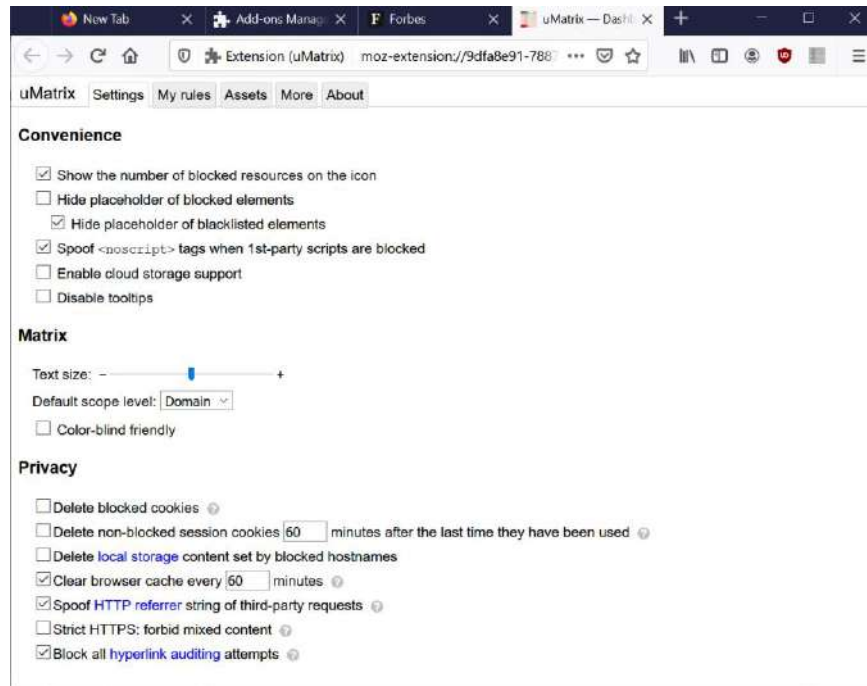 New Tab
Add-ons Manag
Forbes
uMatrix — Dash
Extension (uMatrix) moz-extension://9dfa8e91-7887
uMatrix Settings My rules Assets More About
Convenience
Show the number of blocked resources on the icon
Hide placeholder of blocked elements
Hide placeholder of blacklisted elements
Spoof <noscript> tags when 1st-party scripts are blocked
Enable cloud storage support
Disable tooltips
Matrix
Text size: – +
Default scope level: Domain
Color-blind friendly
Privacy
Delete blocked cookies
Delete non-blocked session cookies 60 minutes after the last time they have been used
Delete local storage content set by blocked hostnames
Clear browser cache every 60 minutes
Spoof HTTP referrer string of third-party requests
Strict HTTPS: forbid mixed content
Block all hyperlink auditing attempts